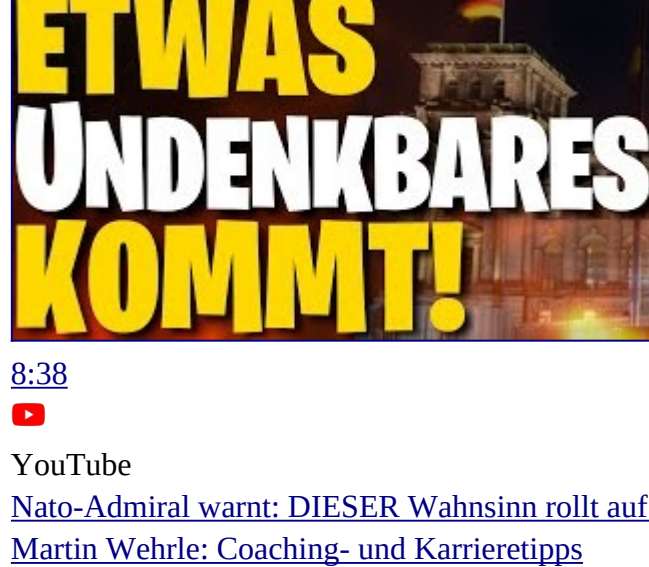 ETWAS
UNDENKBARES
KOMMT!
8:38
YouTube
Nato-Admiral warnt: DIESER Wahnsinn rollt auf
Martin Wehrle: Coaching- und Karrieretipps